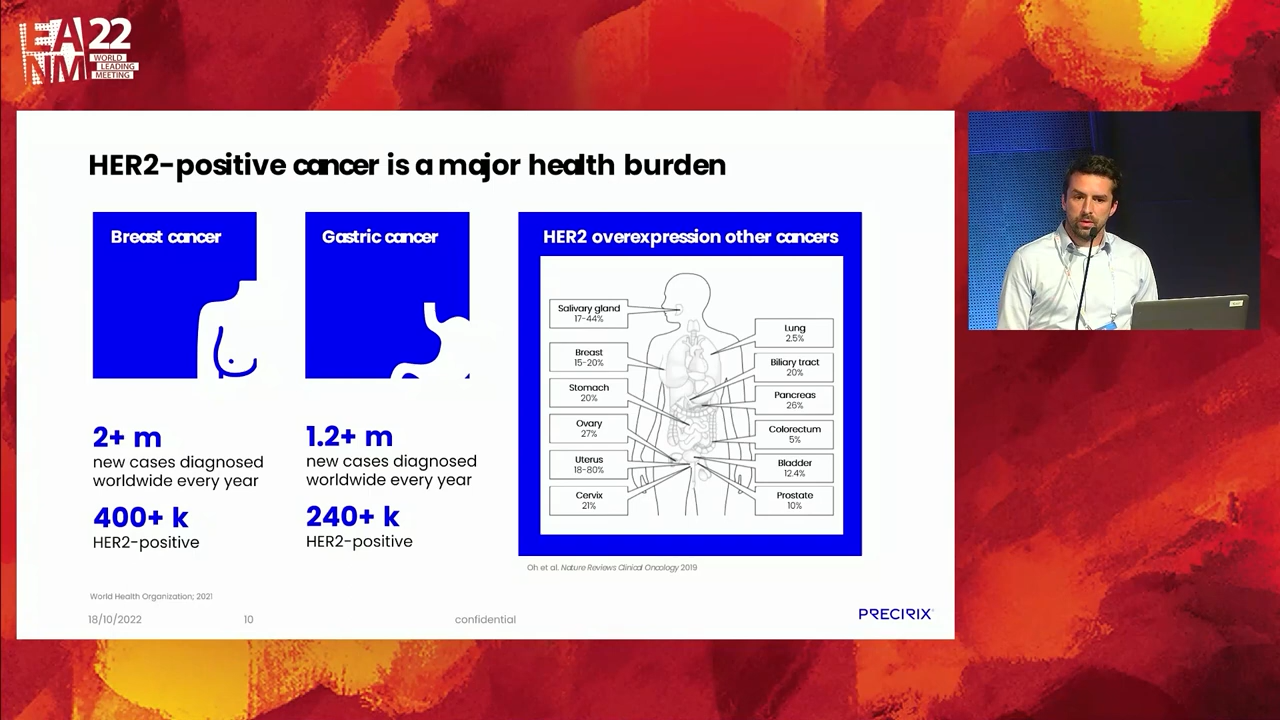 EA 22
NM WORLD
LEADING
MEETING
HER2-positive cancer is a major health burden
Breast cancer
Gastric cancer
HER2 overexpression other cancers
Salivary gland
17-44%
Breast
15-20%
Stomach
20%
Ovary
27%
Uterus
18-80%
Cervix
21%
Lung
2.5%
Biliary tract
20%
Pancreas
26%
Colorectum
5%
Bladder
12.4%
Prostate
10%
2+ m
new cases diagnosed
worldwide every year
400+ k
HER2-positive
1.2+ m
new cases diagnosed
worldwide every year
240+ k
HER2-positive
Oh et al. Nature Reviews Clinical Oncology 2019
World Health Organization; 2021
18/10/2022
10
confidential
PRECIRIX